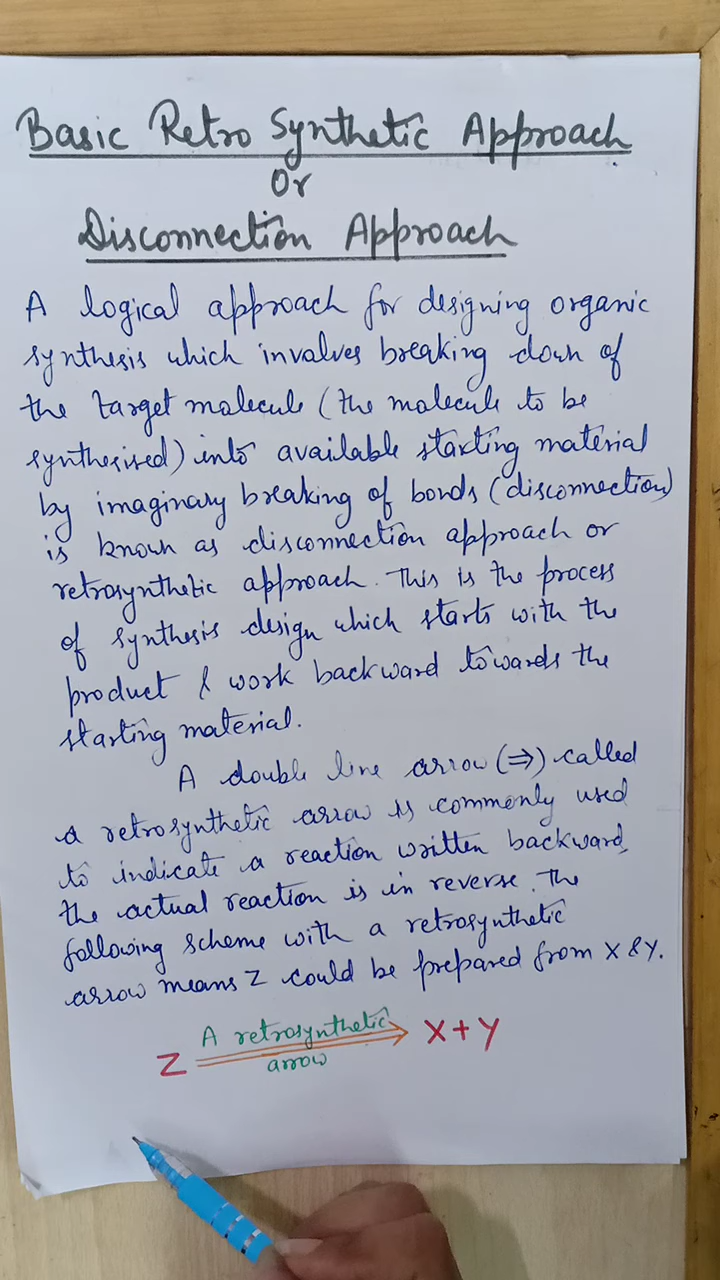 Basic Retro Synthetic Approach
Or
Disconnection Approach
A logical approach for designing organic
synthesis which involves breaking down of
the target molecule (the molecule to be
synthesised) into available starting material
by imaginary breaking of bonds (disconnection)
is known as disconnection approach or
retrosynthetic approach. This is the process
of synthesis design which starts with the
product & work backward towards the
starting material.
A double line arrow (⇒) called
a retrosynthetic arrow is commonly used
to indicate a reaction written backward,
the actual reaction is in reverse. The
following scheme with a retrosynthetic
arrow means Z could be prepared from X & Y.
A retrosynthetic
Z ⇒ X + Y
arrow